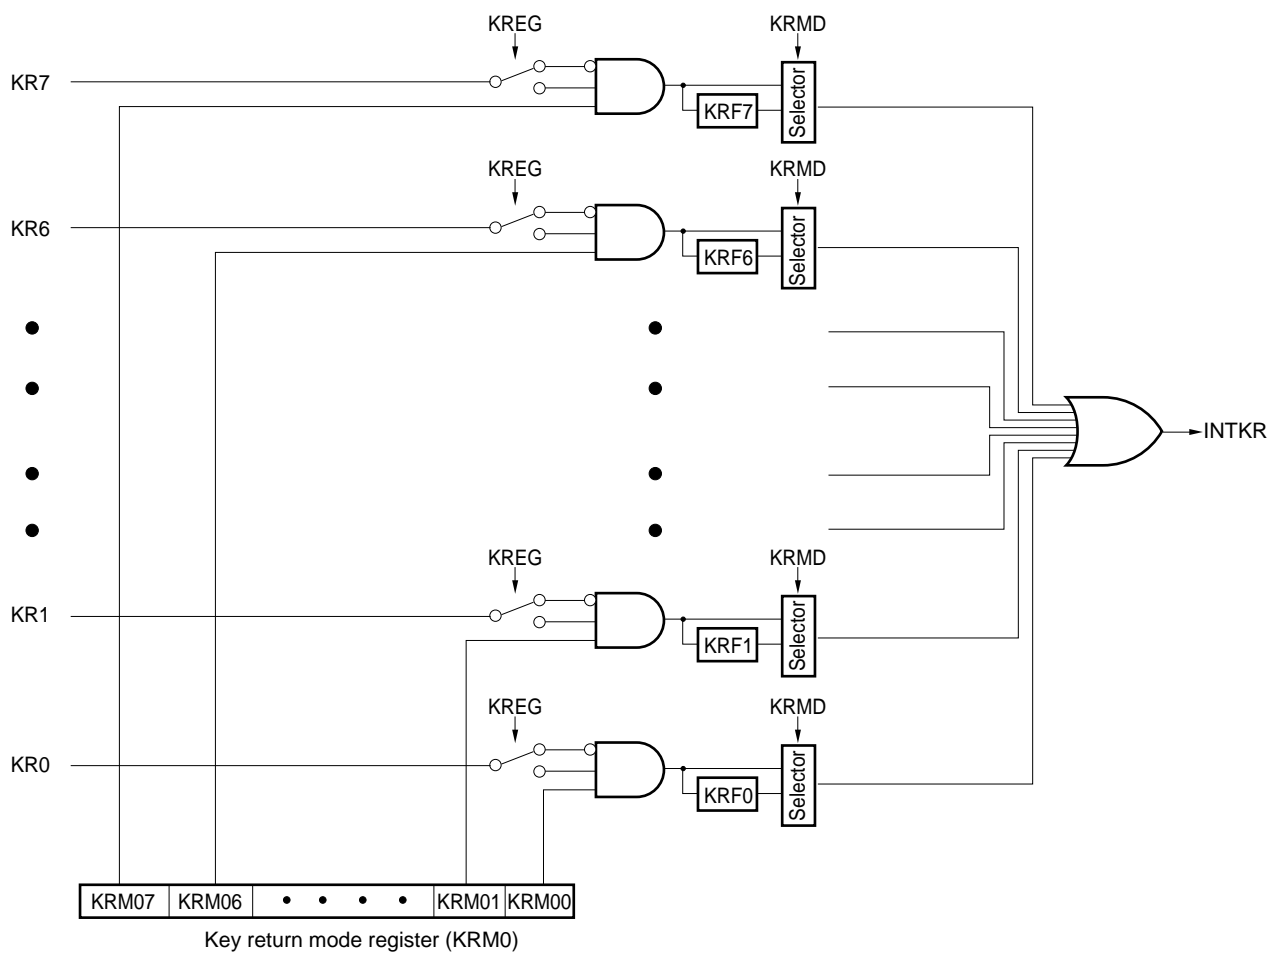 KREG
KRMD
KR7
KRF7
Selector
KREG
KRMD
KR6
KRF6
Selector
INTKR
KREG
KRMD
KR1
KRF1
Selector
KREG
KRMD
KR0
KRF0
Selector
KRM07 KRM06 • • • • KRM01 KRM00
Key return mode register (KRM0)